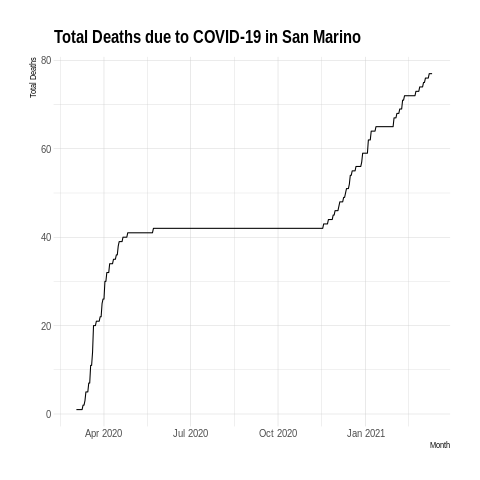 Total Deaths due to COVID-19 in San Marino
Total Deaths
80
60
40
20
0
Apr 2020 Jul 2020 Oct 2020 Jan 2021
Month